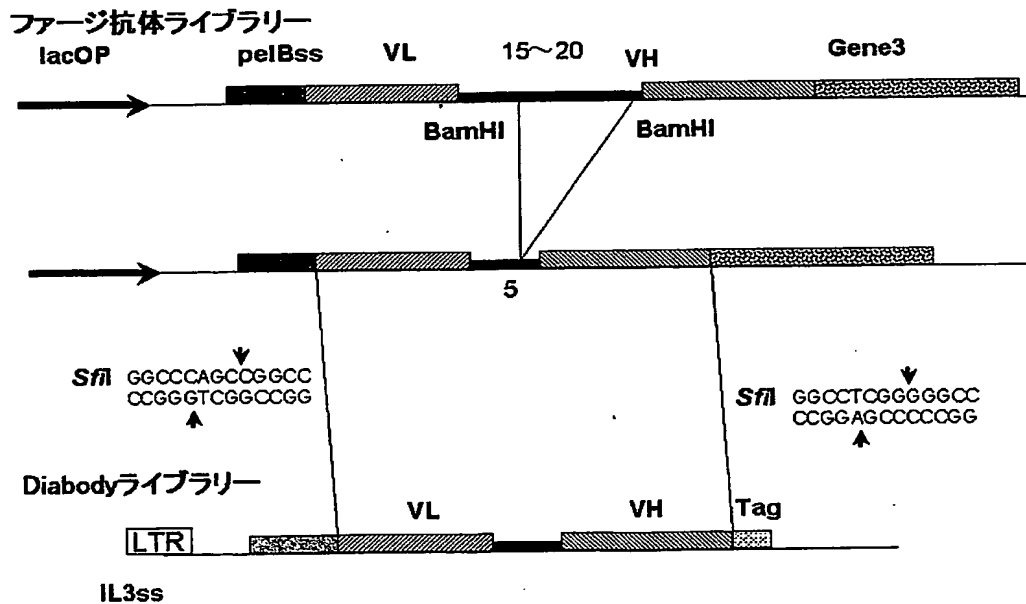 ファージ抗体ライブラリー
lacOP
pelBss
VL
15～20
VH
Gene3
BamHI
BamHI
5
SfiI
GGCCCAGCCGGCC
CCGGGTCGGCCGG
SfiI
GGCCTCGGGGGCC
CCGGAGCCCCCGG
Diabodyライブラリー
VL
VH
Tag
LTR
IL3ss